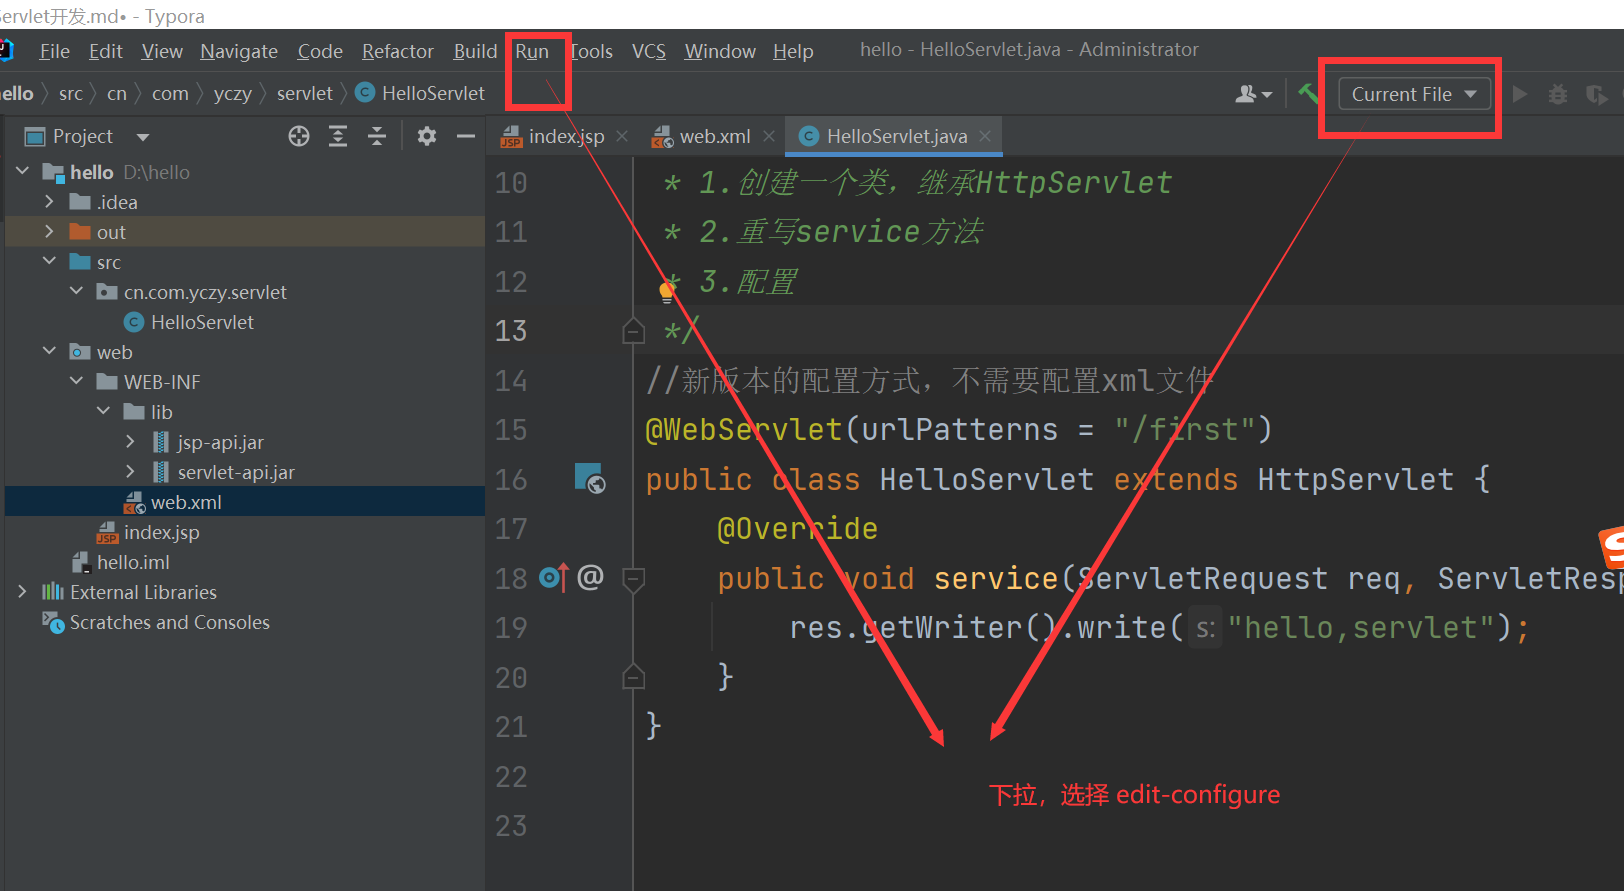 Servlet开发.md• - Typora
File Edit View Navigate Code Refactor Build Run Tools VCS Window Help hello - HelloServlet.java - Administrator
hello src cn com yczy servlet HelloServlet Current File
Project
index.jsp web.xml HelloServlet.java
hello D:\hello
.idea
out
src
cn.com.yczy.servlet
HelloServlet
web
WEB-INF
lib
jsp-api.jar
servlet-api.jar
web.xml
index.jsp
hello.iml
External Libraries
Scratches and Consoles
10 * 1.创建一个类，继承HttpServlet
11 * 2.重写service方法
12 * 3.配置
13 */
14 //新版本的配置方式，不需要配置xml文件
15 @WebServlet(urlPatterns = "/first")
16 public class HelloServlet extends HttpServlet {
17 @Override
18 @ public void service(ServletRequest req, ServletResp
19 res.getWriter().write( s: "hello,servlet");
20 }
21 }
22
23
下拉，选择 edit-configure